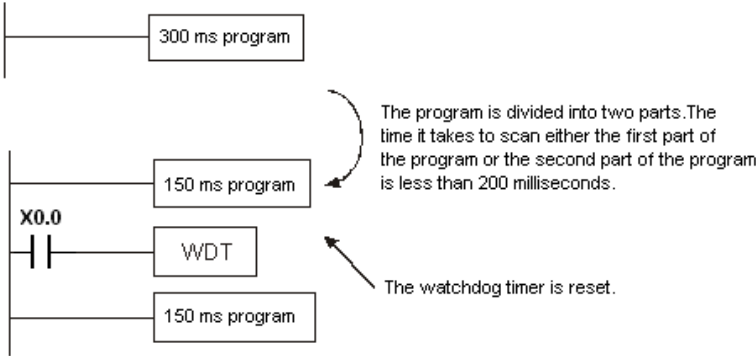 300 ms program
The program is divided into two parts.The
time it takes to scan either the first part of
the program or the second part of the program
is less than 200 milliseconds.
150 ms program
X0.0
WDT
The watchdog timer is reset.
150 ms program